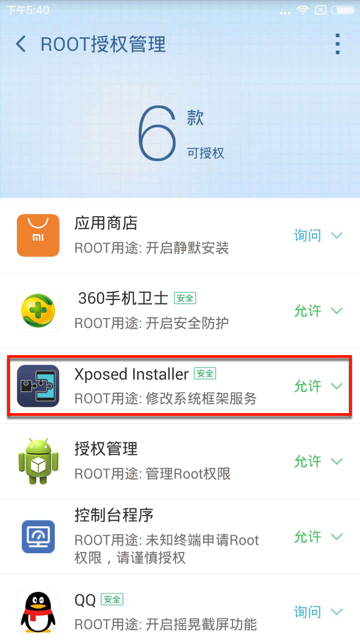 下午5:40
ROOT授权管理
6
款
可授权
mi
应用商店
ROOT用途: 开启静默安装
询问
360手机卫士 安全
ROOT用途: 开启安全防护
允许
Xposed Installer 安全
ROOT用途: 修改系统框架服务
允许
授权管理
ROOT用途: 管理Root权限
允许
控制台程序
ROOT用途: 未知终端申请Root
权限，请谨慎授权
允许
QQ 安全
ROOT用途: 开启摇晃截屏功能
询问